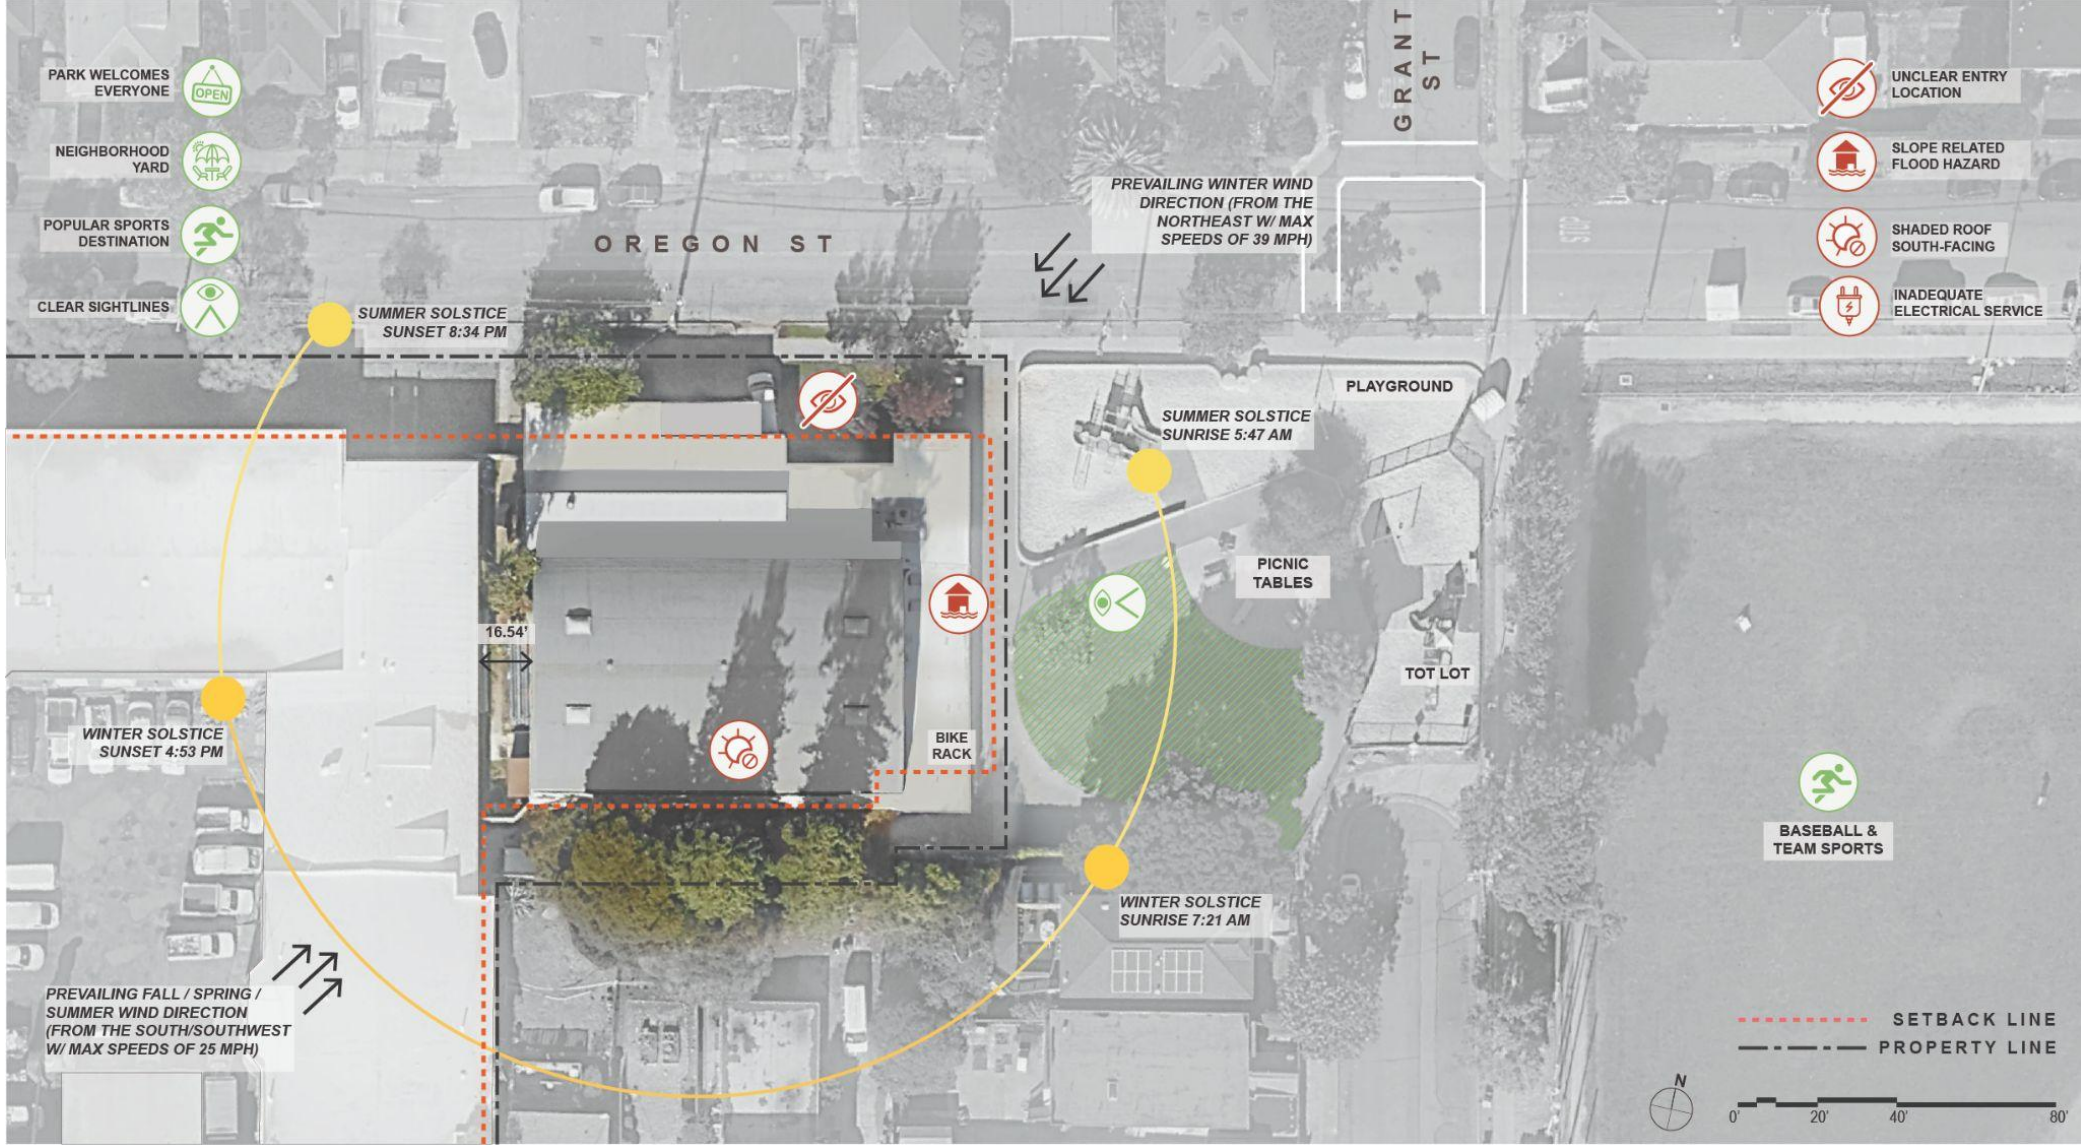 PARK WELCOMES
EVERYONE
OPEN
NEIGHBORHOOD
YARD
POPULAR SPORTS
DESTINATION
CLEAR SIGHTLINES
GRANT
ST
UNCLEAR ENTRY
LOCATION
SLOPE RELATED
FLOOD HAZARD
SHADED ROOF
SOUTH-FACING
INADEQUATE
ELECTRICAL SERVICE
PREVAILING WINTER WIND
DIRECTION (FROM THE
NORTHEAST W/ MAX
SPEEDS OF 39 MPH)
STOP
OREGON ST
SUMMER SOLSTICE
SUNSET 8:34 PM
PLAYGROUND
SUMMER SOLSTICE
SUNRISE 5:47 AM
PICNIC
TABLES
16.54'
TOT LOT
WINTER SOLSTICE
SUNSET 4:53 PM
BIKE
RACK
BASEBALL &
TEAM SPORTS
WINTER SOLSTICE
SUNRISE 7:21 AM
PREVAILING FALL / SPRING /
SUMMER WIND DIRECTION
(FROM THE SOUTH/SOUTHWEST
W/ MAX SPEEDS OF 25 MPH)
SETBACK LINE
PROPERTY LINE
N
0' 20' 40' 80'